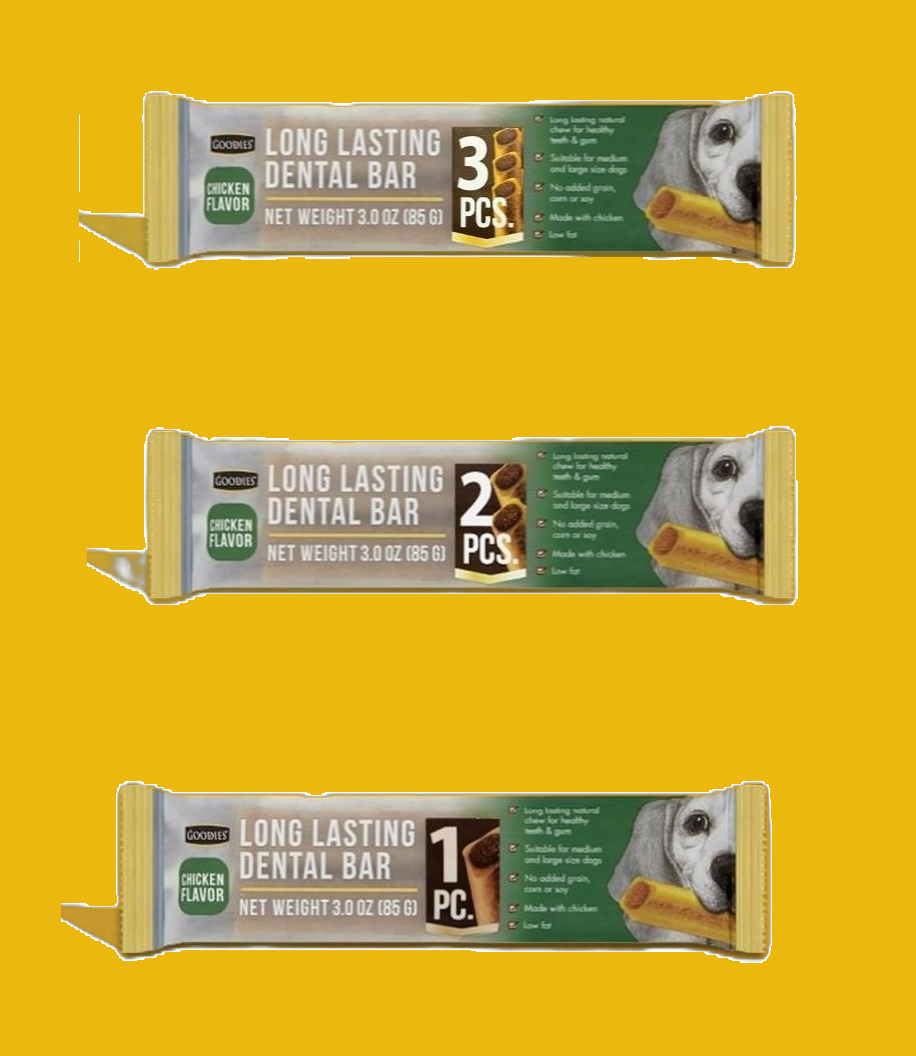 GOODIES
CHICKEN
FLAVOR
LONG LASTING
DENTAL BAR
NET WEIGHT 3.0 OZ (85 G)
3
PCS.
Long lasting natural
chew for healthy
teeth & gum
Suitable for medium
and large size dogs
No added grain,
corn or soy
Made with chicken
Low fat
GOODIES
CHICKEN
FLAVOR
LONG LASTING
DENTAL BAR
NET WEIGHT 3.0 OZ (85 G)
2
PCS.
Long lasting natural
chew for healthy
teeth & gum
Suitable for medium
and large size dogs
No added grain,
corn or soy
Made with chicken
Low fat
GOODIES
CHICKEN
FLAVOR
LONG LASTING
DENTAL BAR
NET WEIGHT 3.0 OZ (85 G)
1
PC.
Long lasting natural
chew for healthy
teeth & gum
Suitable for medium
and large size dogs
No added grain,
corn or soy
Made with chicken
Low fat